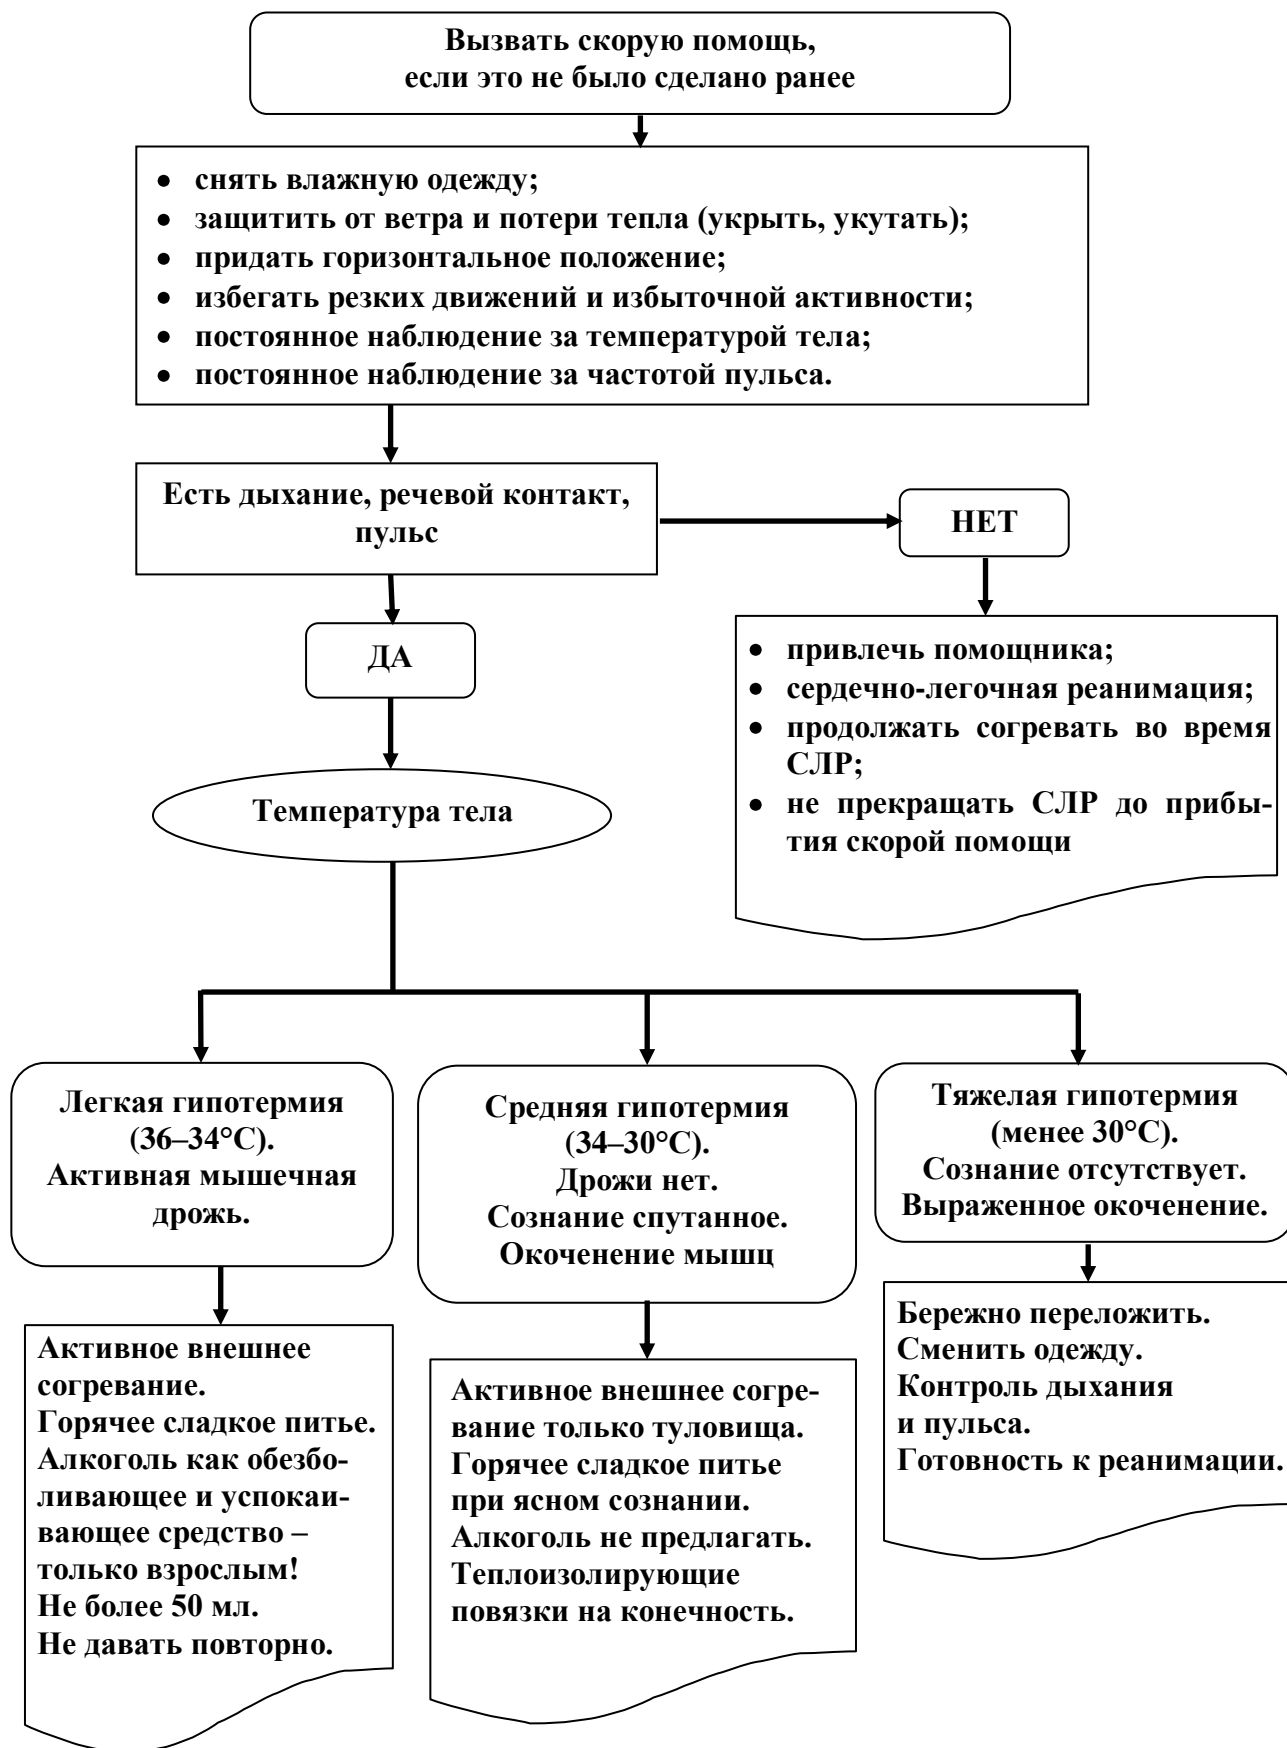 Вызвать скорую помощь,
если это не было сделано ранее
• снять влажную одежду;
• защитить от ветра и потери тепла (укрыть, укутать);
• придать горизонтальное положение;
• избегать резких движений и избыточной активности;
• постоянное наблюдение за температурой тела;
• постоянное наблюдение за частотой пульса.
Есть дыхание, речевой контакт,
пульс
НЕТ
ДА
• привлечь помощника;
• сердечно-легочная реанимация;
• продолжать согревать во время
СЛР;
• не прекращать СЛР до прибы-
тия скорой помощи
Температура тела
Легкая гипотермия
(36–34°С).
Активная мышечная
дрожь.
Средняя гипотермия
(34–30°С).
Дрожи нет.
Сознание спутанное.
Окоченение мышц
Тяжелая гипотермия
(менее 30°С).
Сознание отсутствует.
Выраженное окоченение.
Активное внешнее
согревание.
Горячее сладкое питье.
Алкоголь как обезбо-
ливающее и успокаи-
вающее средство –
только взрослым!
Не более 50 мл.
Не давать повторно.
Активное внешнее согре-
вание только туловища.
Горячее сладкое питье
при ясном сознании.
Алкоголь не предлагать.
Теплоизолирующие
повязки на конечность.
Бережно переложить.
Сменить одежду.
Контроль дыхания
и пульса.
Готовность к реанимации.